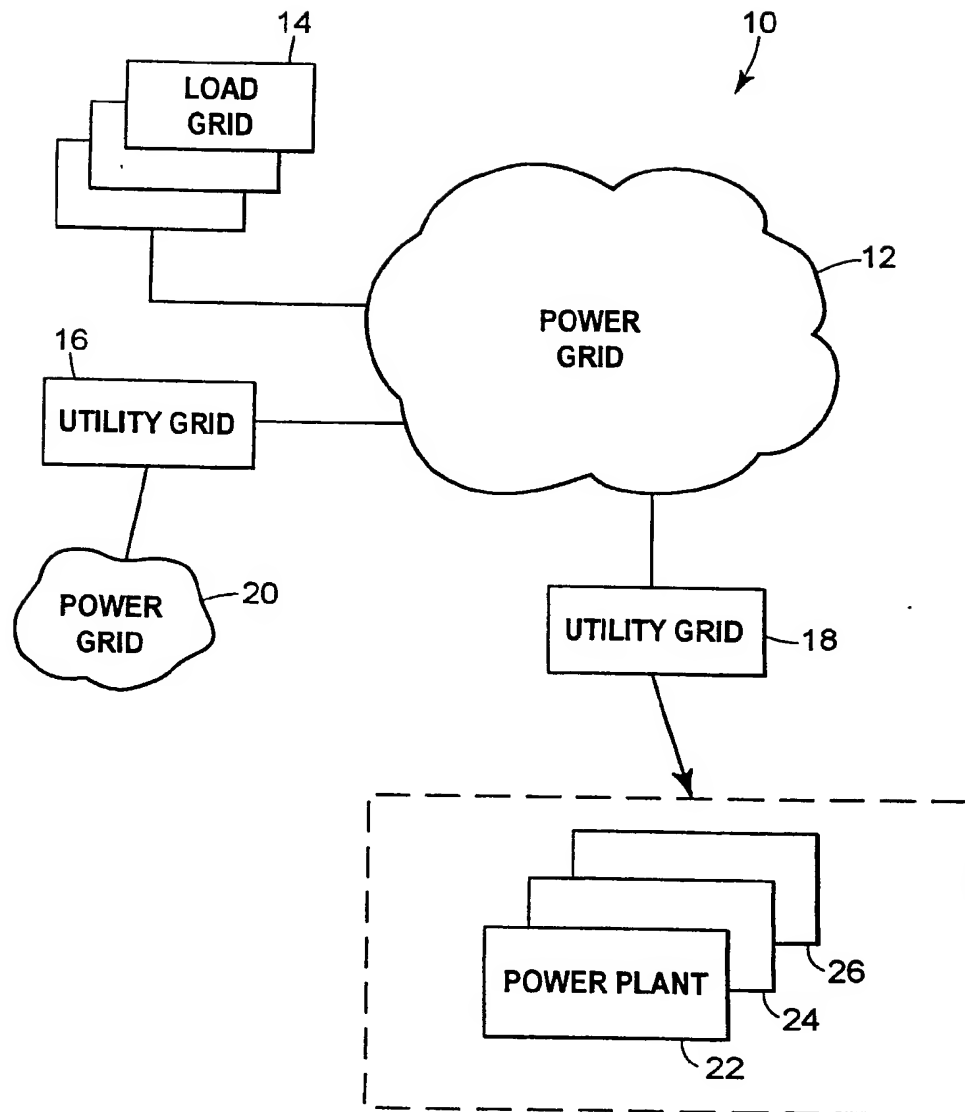 14
10
LOAD
GRID
12
POWER
GRID
16
UTILITY GRID
20
POWER
GRID
UTILITY GRID
18
POWER PLANT
26
24
22